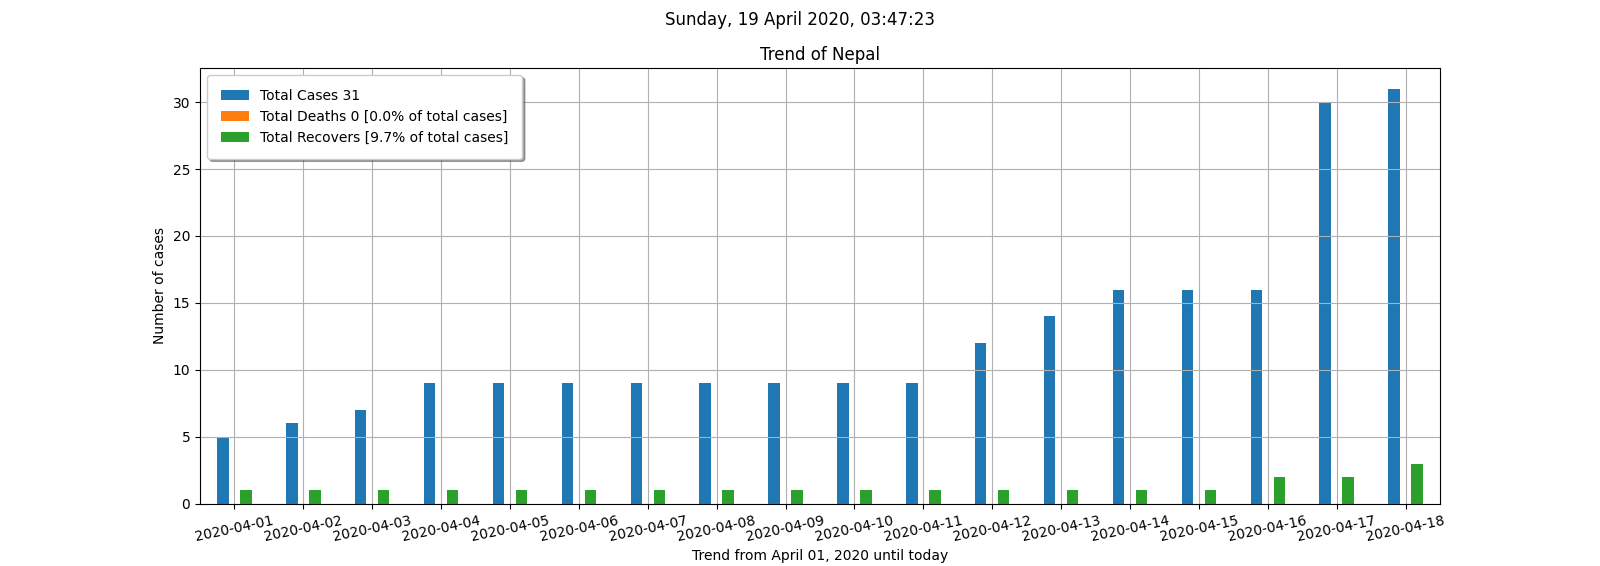 Sunday, 19 April 2020, 03:47:23
Trend of Nepal
Total Cases 31
Total Deaths 0 [0.0% of total cases]
Total Recovers [9.7% of total cases]
Number of cases
30
25
20
15
10
5
0
2020-04-01 2020-04-02 2020-04-03 2020-04-04 2020-04-05 2020-04-06 2020-04-07 2020-04-08 2020-04-09 2020-04-10 2020-04-11 2020-04-12 2020-04-13 2020-04-14 2020-04-15 2020-04-16 2020-04-17 2020-04-18
Trend from April 01, 2020 until today